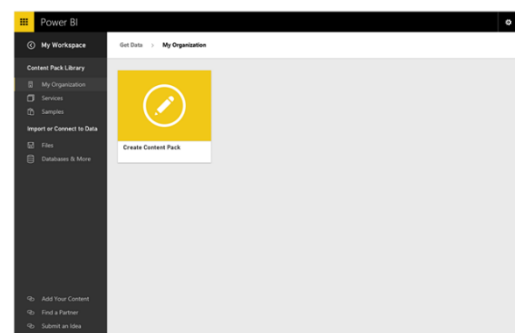 Power BI
My Workspace
Get Data > My Organization
Content Pack Library
My Organization
Services
Samples
Import or Connect to Data
Files
Databases & More
Create Content Pack
Add Your Content
Find a Partner
Submit an Idea